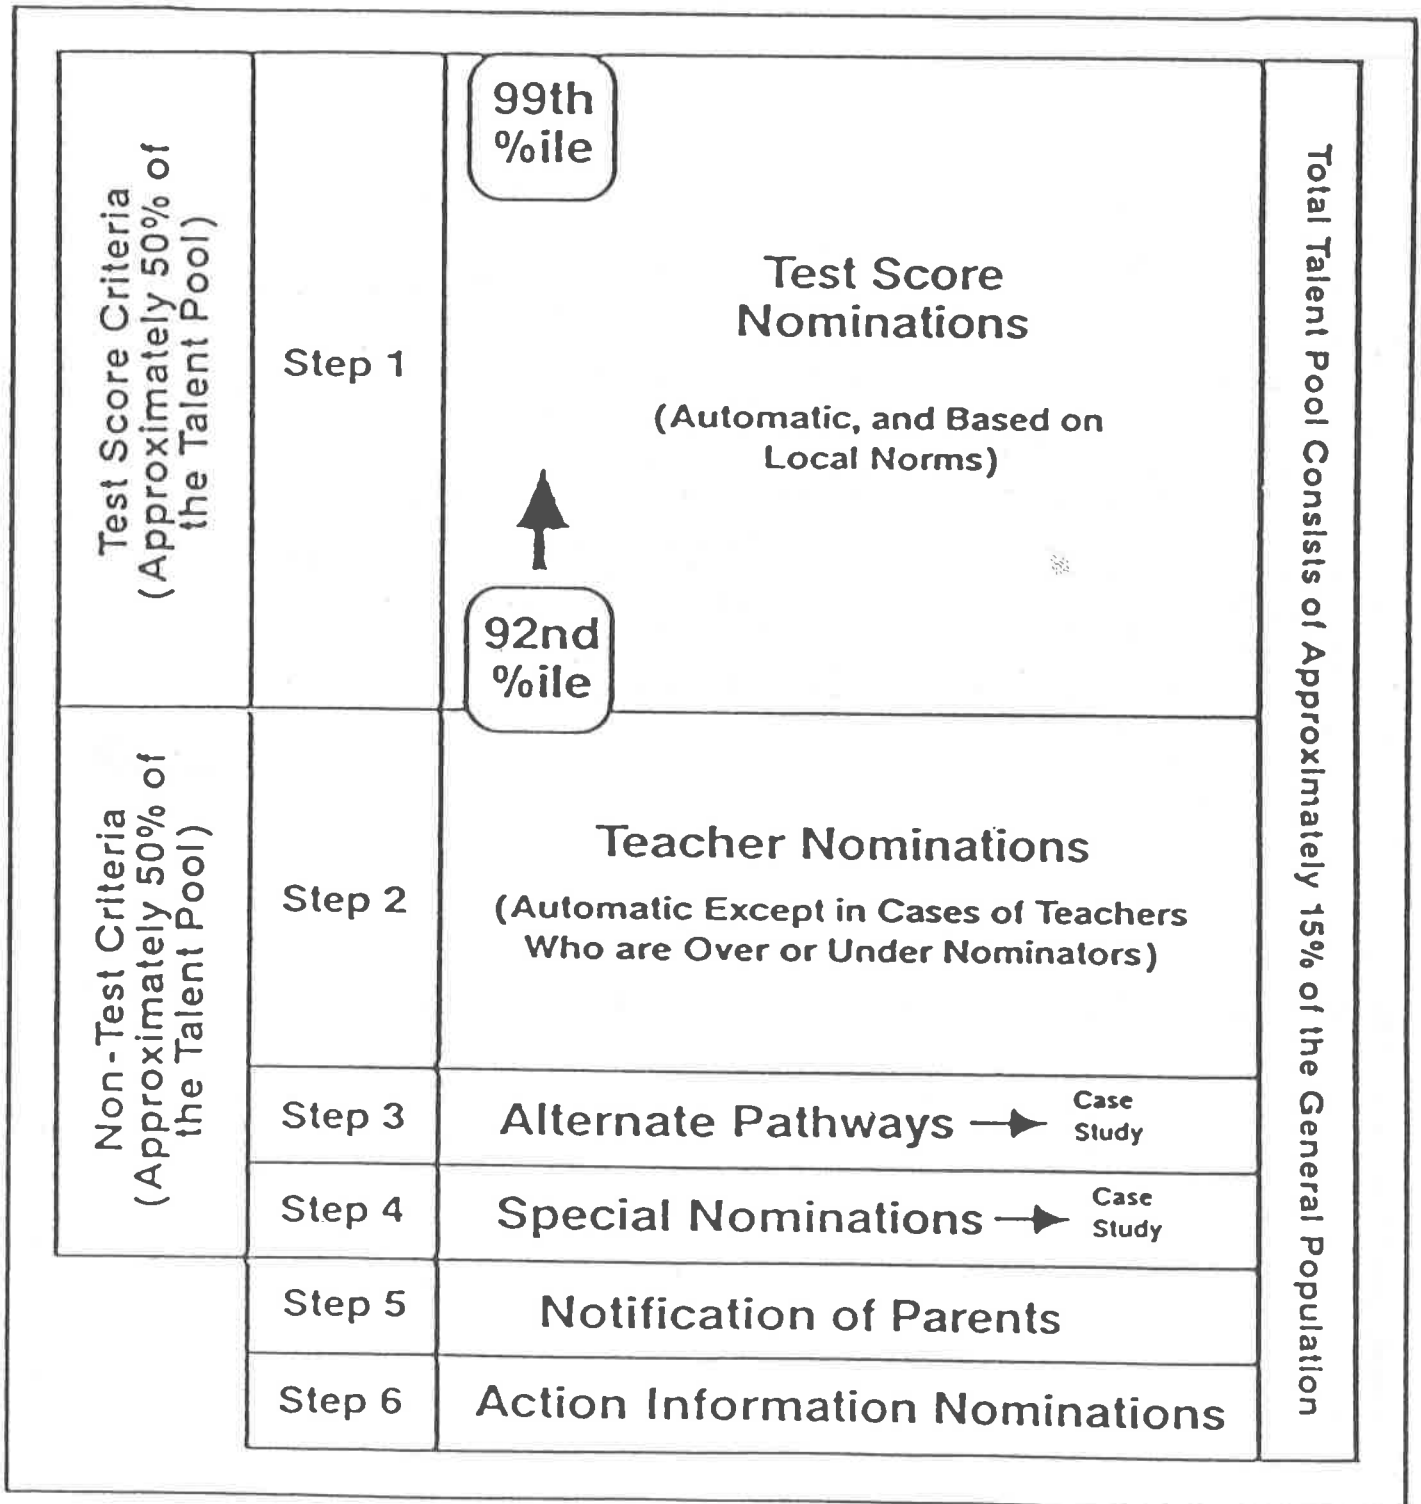 Test Score Criteria
(Approximately 50% of
the Talent Pool)
Step 1
99th
%ile
92nd
%ile
Test Score
Nominations
(Automatic, and Based on
Local Norms)
Non-Test Criteria
(Approximately 50% of
the Talent Pool)
Step 2
Teacher Nominations
(Automatic Except in Cases of Teachers
Who are Over or Under Nominators)
Step 3
Alternate Pathways
Case
Study
Step 4
Special Nominations
Case
Study
Step 5
Notification of Parents
Step 6
Action Information Nominations
Total Talent Pool Consists of Approximately 15% of the General Population